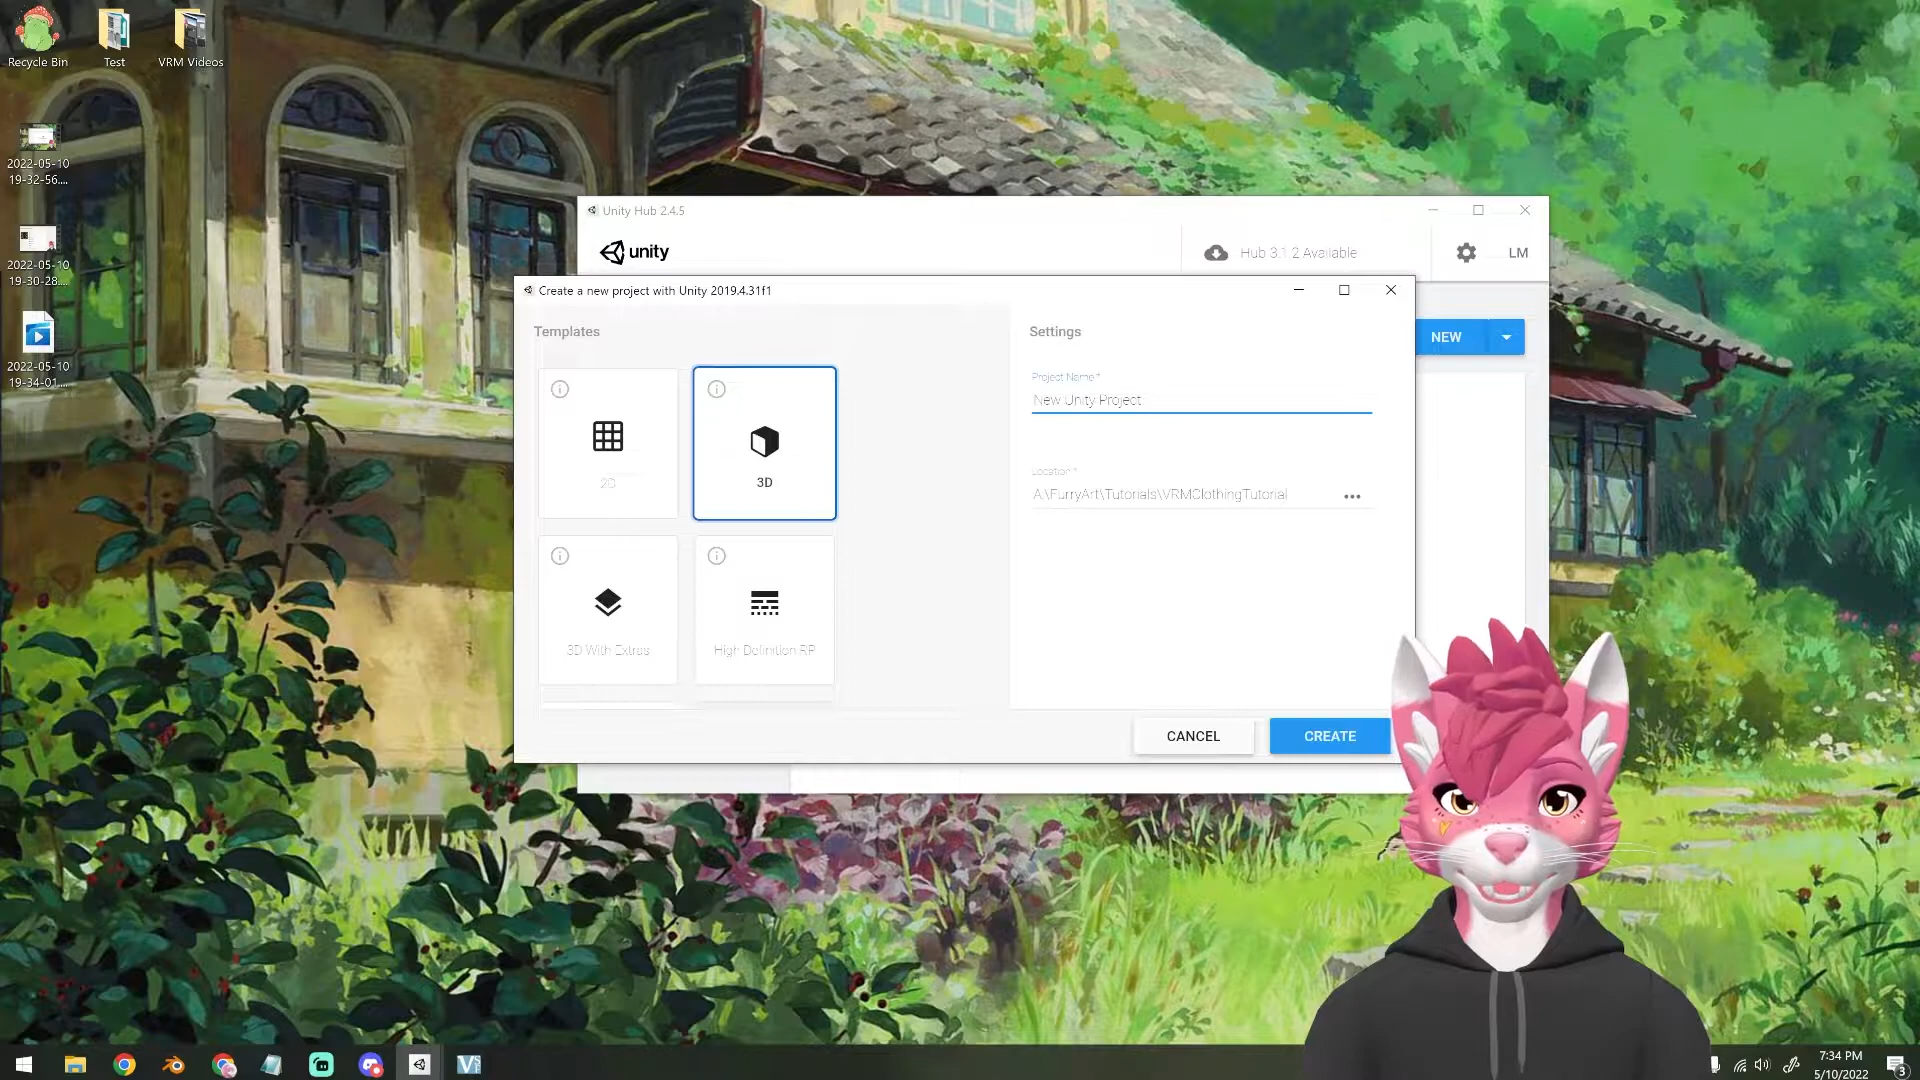 Recycle Bin
Test
VRM Videos
2022-05-10
19-32-56....
2022-05-10
19-30-28....
2022-05-10
19-34-01....
Unity Hub 2.4.5
unity
Hub 3.1.2 Available
LM
NEW
Create a new project with Unity 2019.4.31f1
Templates
2D
3D
3D With Extras
High Definition RP
Settings
Project Name *
New Unity Project
Location *
A:\FurryArt\Tutorials\VRMClothingTutorial
CANCEL
CREATE
7:34 PM
5/10/2022
3